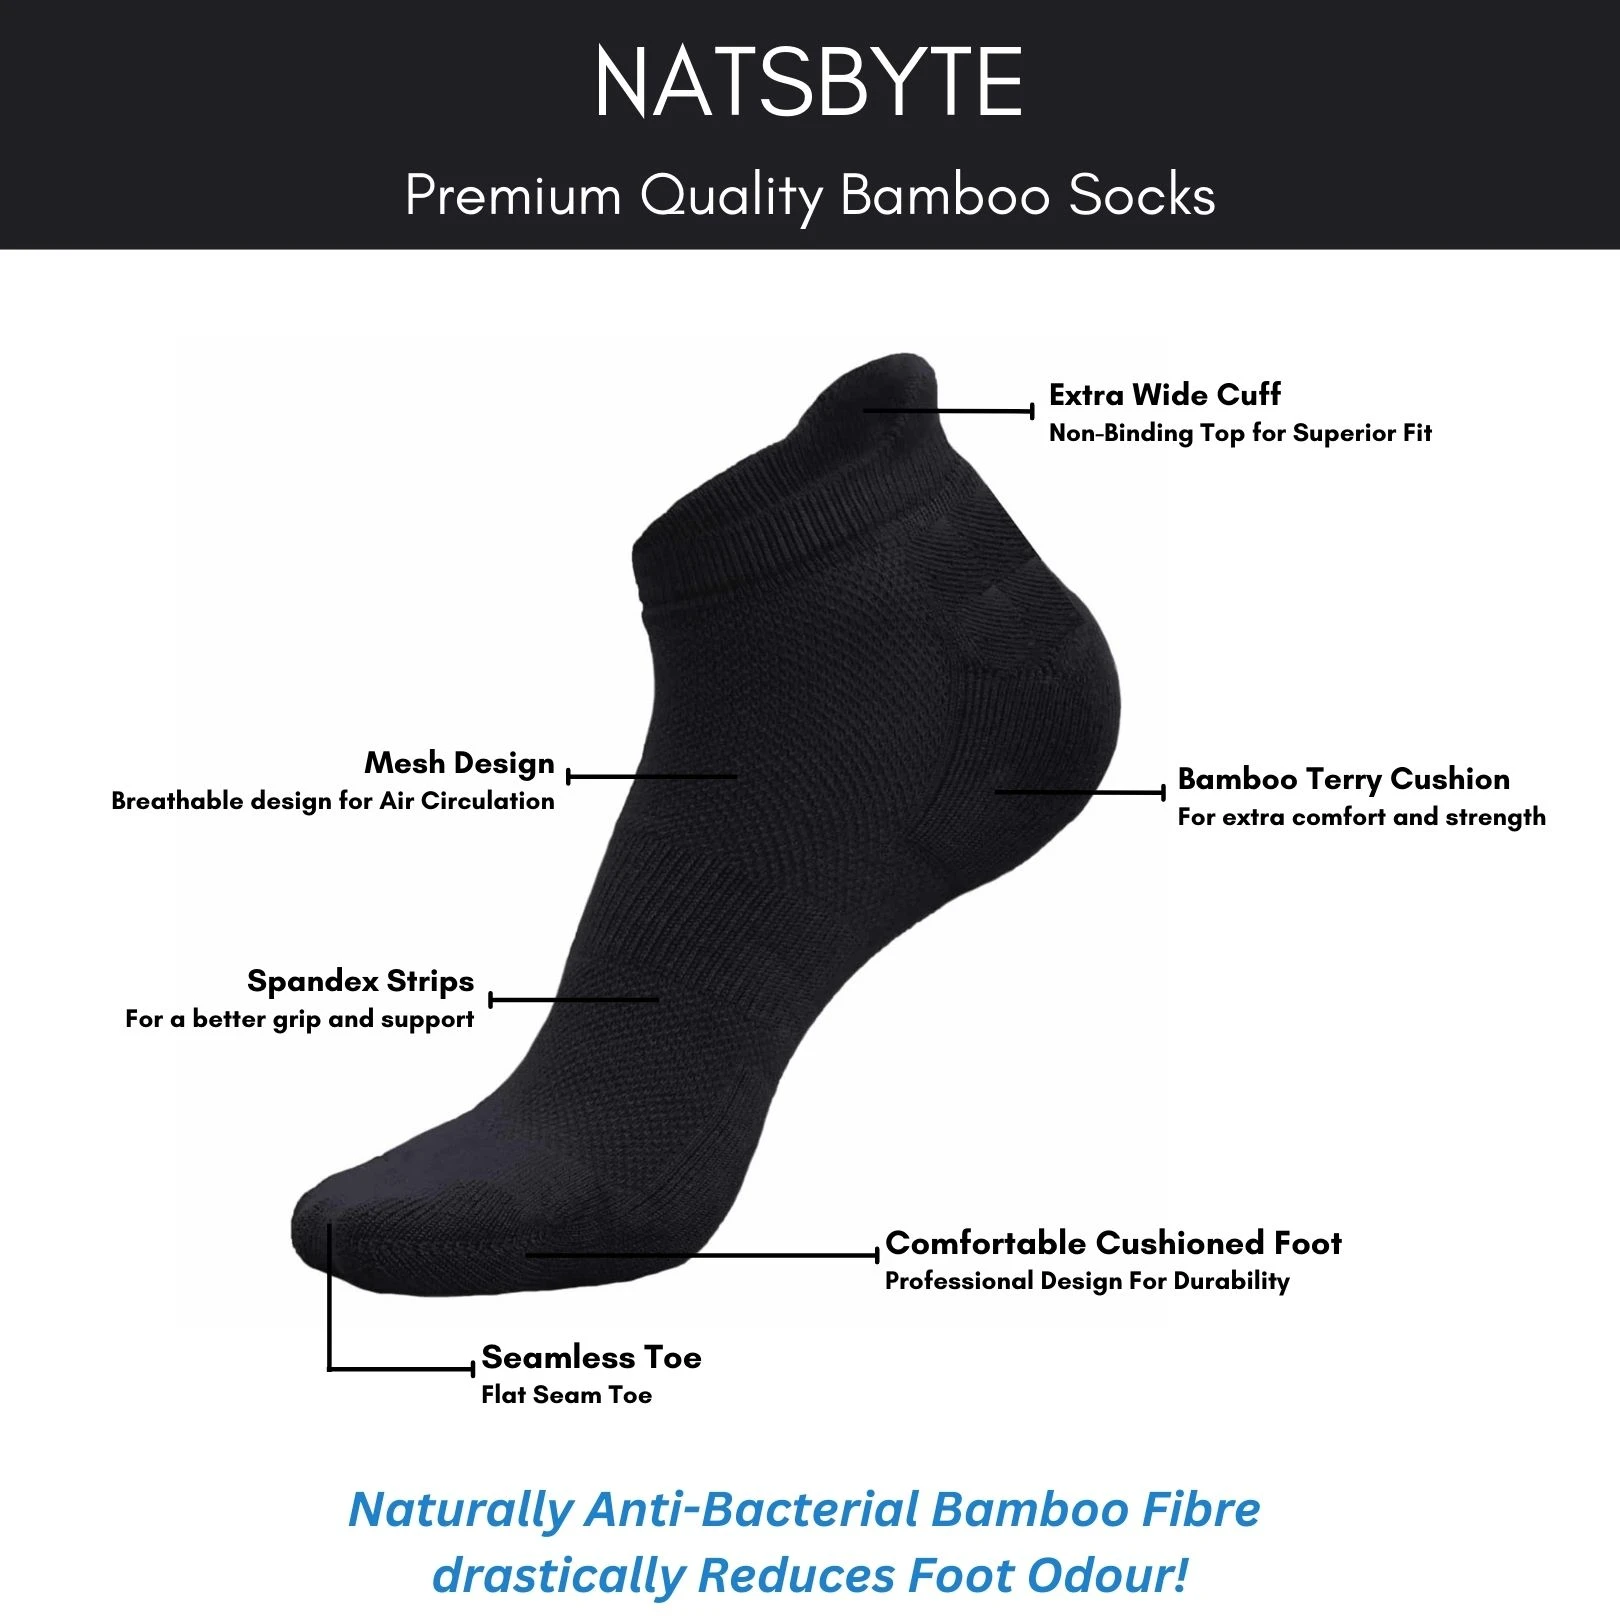 NATSBYTE
Premium Quality Bamboo Socks
Extra Wide Cuff
Non-Binding Top for Superior Fit
Mesh Design
Breathable design for Air Circulation
Bamboo Terry Cushion
For extra comfort and strength
Spandex Strips
For a better grip and support
Comfortable Cushioned Foot
Professional Design For Durability
Seamless Toe
Flat Seam Toe
Naturally Anti-Bacterial Bamboo Fibre
drastically Reduces Foot Odour!